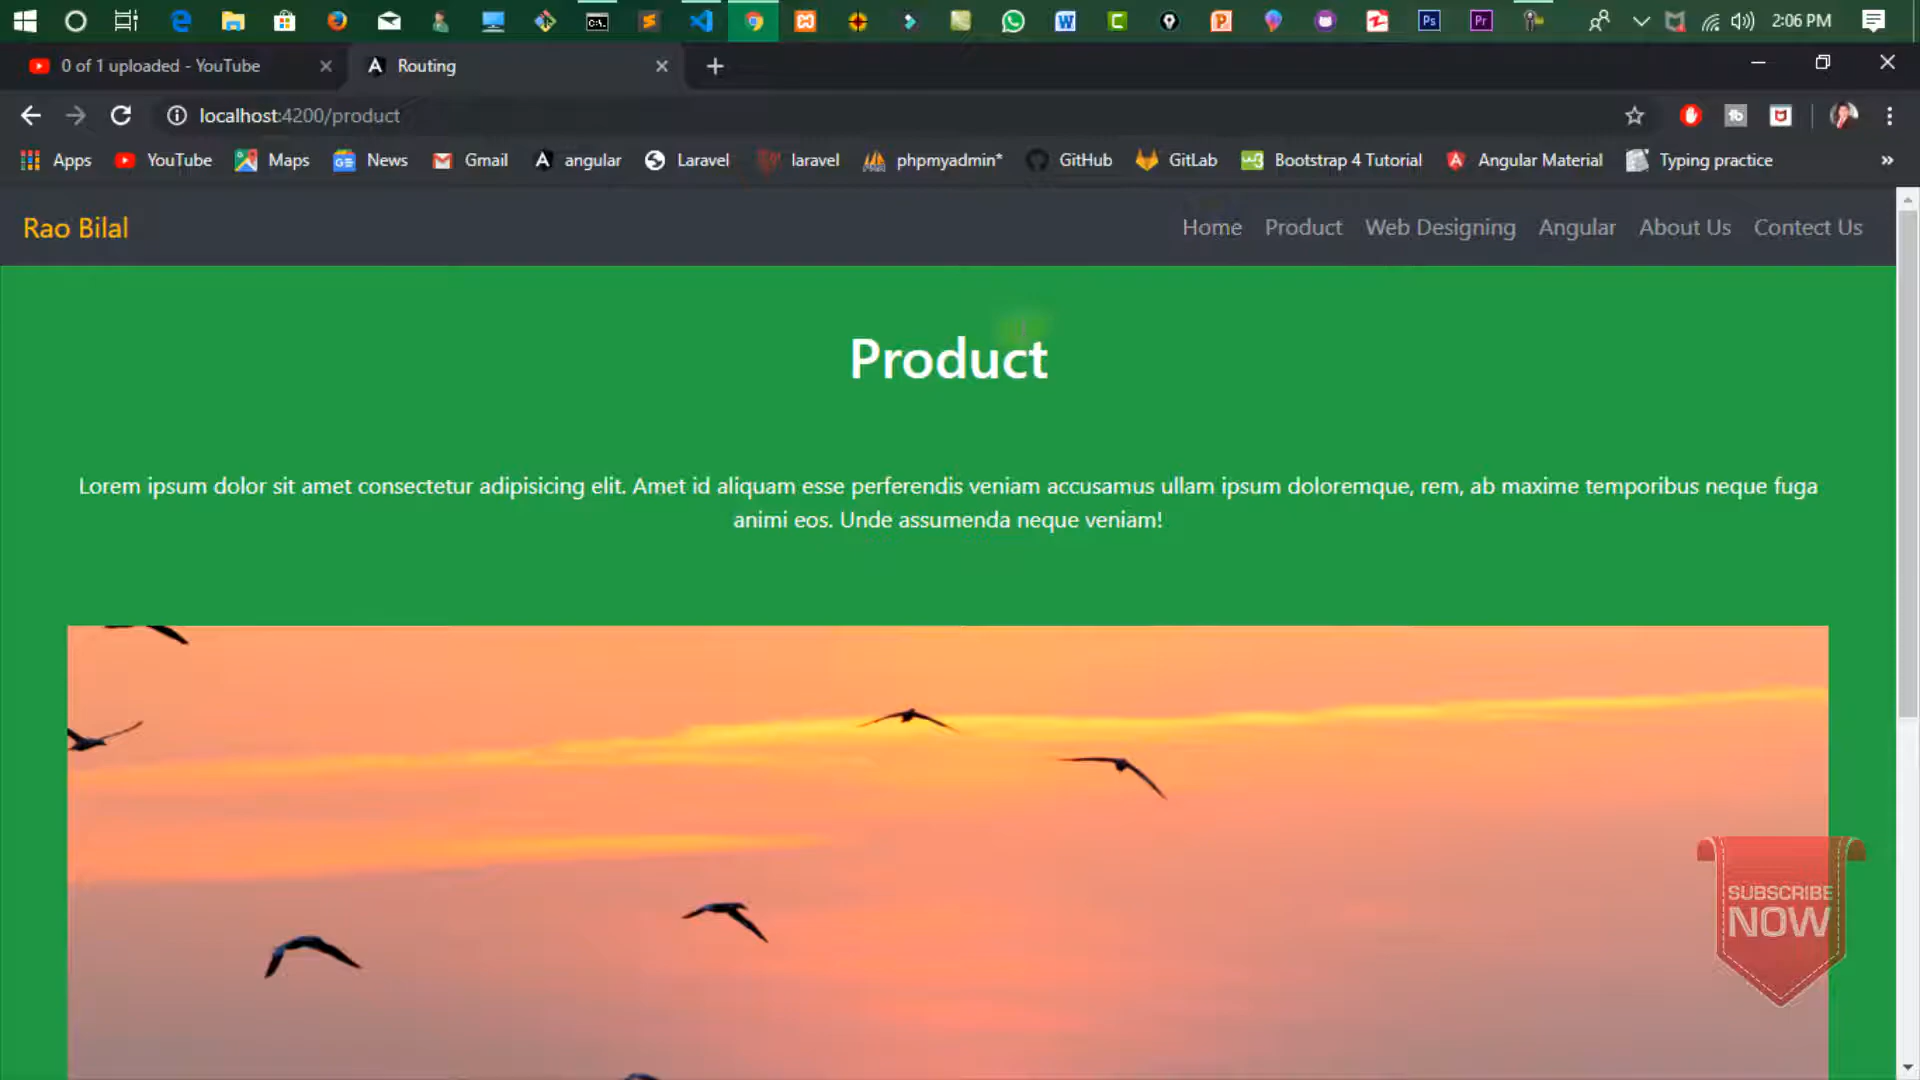 2:06 PM
0 of 1 uploaded - YouTube
Routing
localhost:4200/product
Apps YouTube Maps News Gmail angular Laravel laravel phpmyadmin* GitHub GitLab Bootstrap 4 Tutorial Angular Material Typing practice »
Rao Bilal
Home Product Web Designing Angular About Us Contect Us
Product
Lorem ipsum dolor sit amet consectetur adipisicing elit. Amet id aliquam esse perferendis veniam accusamus ullam ipsum doloremque, rem, ab maxime temporibus neque fuga
animi eos. Unde assumenda neque veniam!
SUBSCRIBE
NOW